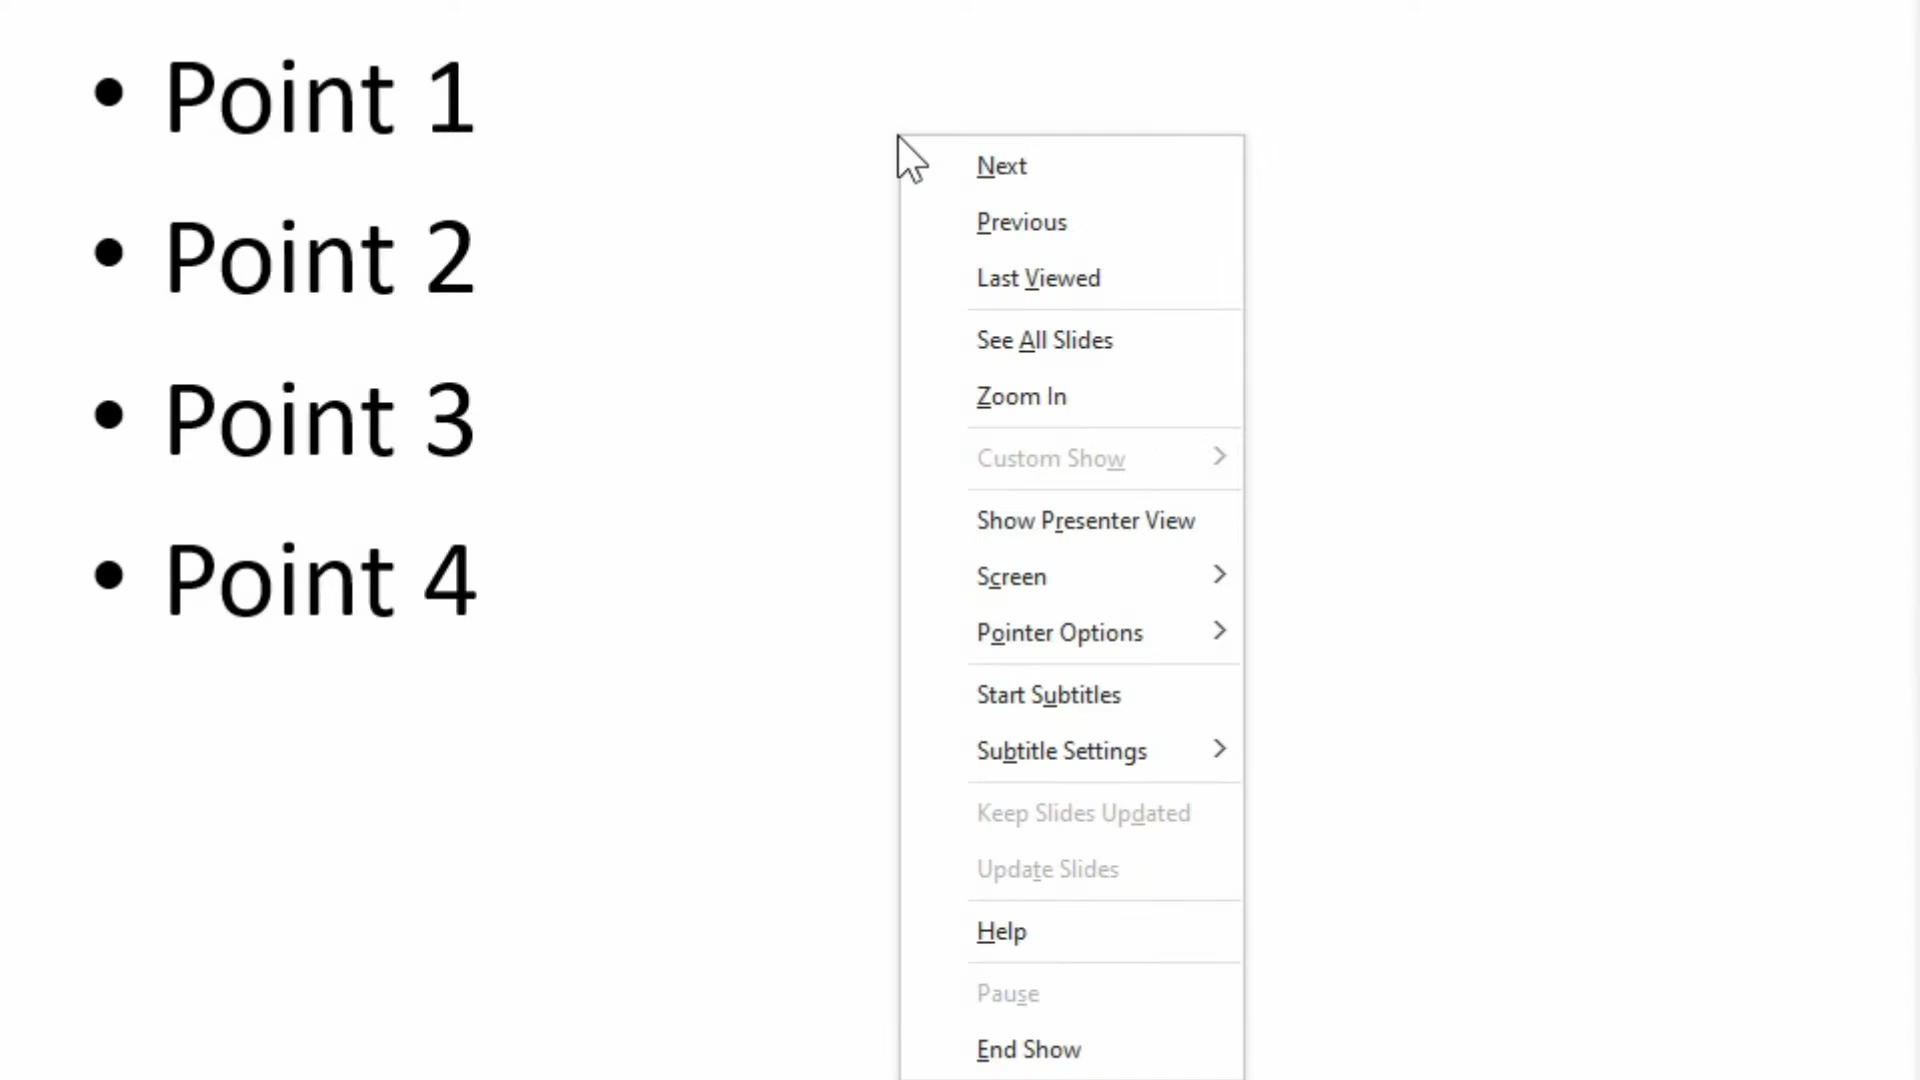 • Point 1
• Point 2
• Point 3
• Point 4
Next
Previous
Last Viewed
See All Slides
Zoom In
Custom Show
Show Presenter View
Screen
Pointer Options
Start Subtitles
Subtitle Settings
Keep Slides Updated
Update Slides
Help
Pause
End Show